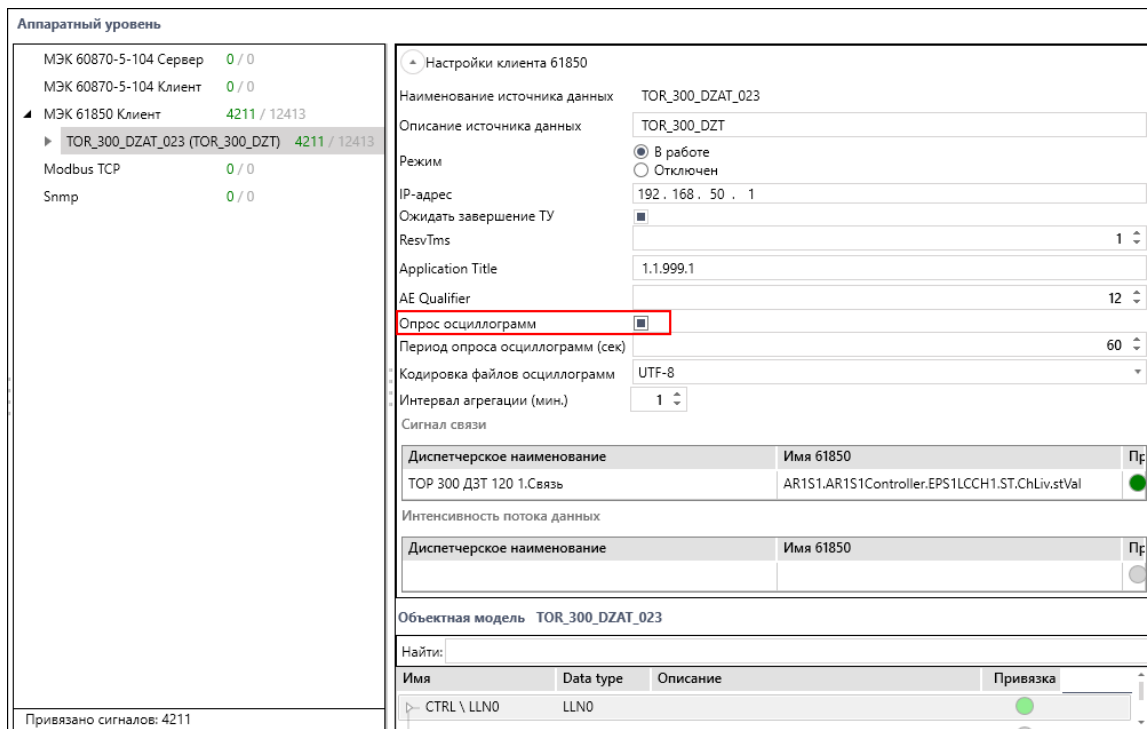 Аппаратный уровень
МЭК 60870-5-104 Сервер 0 / 0
МЭК 60870-5-104 Клиент 0 / 0
МЭК 61850 Клиент 4211 / 12413
TOR_300_DZAT_023 (TOR_300_DZT) 4211 / 12413
Modbus TCP 0 / 0
Snmp 0 / 0
Привязано сигналов: 4211
Настройки клиента 61850
Наименование источника данных TOR_300_DZAT_023
Описание источника данных TOR_300_DZT
Режим
В работе
Отключен
IP-адрес 192 . 168 . 50 . 1
Ожидать завершение ТУ
ResvTms 1
Application Title 1.1.999.1
AE Qualifier 12
Опрос осциллограмм
Период опроса осциллограмм (сек) 60
Кодировка файлов осциллограмм UTF-8
Интервал агрегации (мин.) 1
Сигнал связи
Диспетчерское наименование Имя 61850
ТОР 300 ДЗТ 120 1.Связь AR1S1.AR1S1Controller.EPS1LCCH1.ST.ChLiv.stVal
Интенсивность потока данных
Диспетчерское наименование Имя 61850
Объектная модель TOR_300_DZAT_023
Найти:
Имя Data type Описание Привязка
CTRL \ LLN0 LLN0